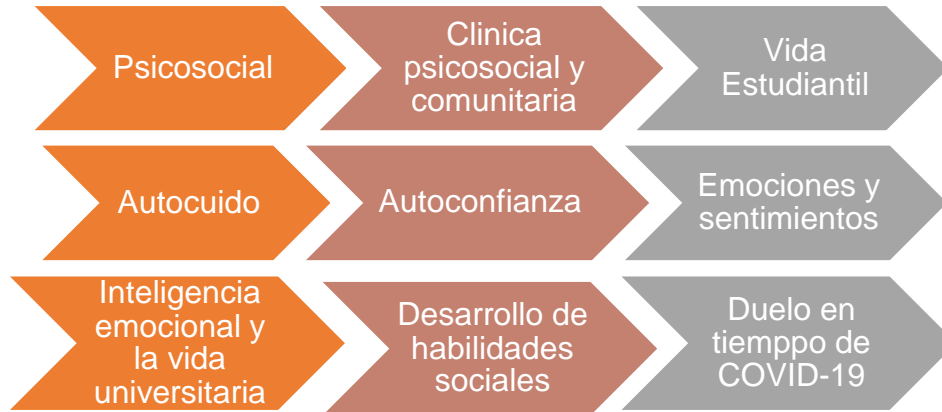 Psicosocial
Clinica
psicosocial y
comunitaria
Vida
Estudiantil
Autocuido
Autoconfianza
Emociones y
sentimientos
Inteligencia
emocional y
la vida
universitaria
Desarrollo de
habilidades
sociales
Duelo en
tiemppo de
COVID-19